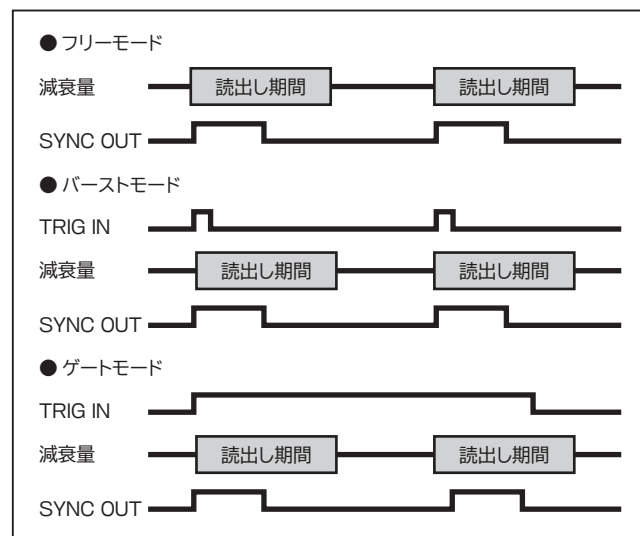 ● フリーモード
減衰量 読出し期間 読出し期間
SYNC OUT
● バーストモード
TRIG IN
減衰量 読出し期間 読出し期間
SYNC OUT
● ゲートモード
TRIG IN
減衰量 読出し期間 読出し期間
SYNC OUT